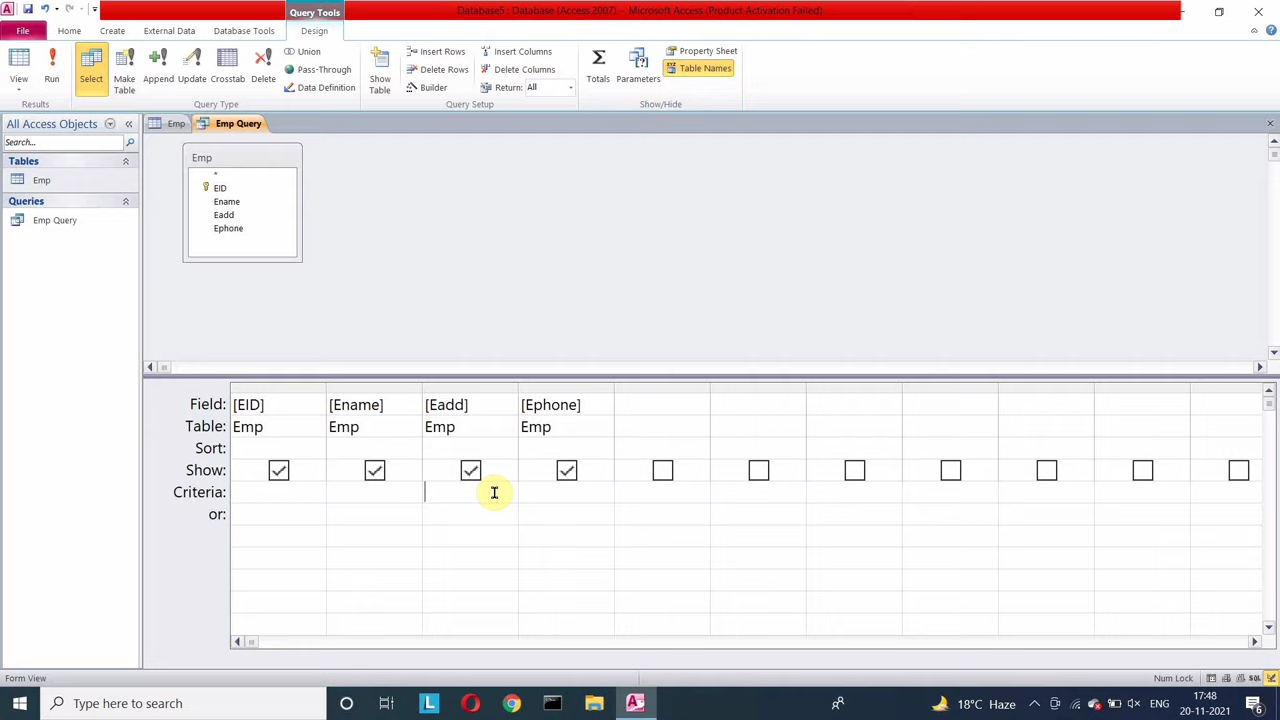 Query Tools
Database5 : Database (Access 2007) - Microsoft Access (Product Activation Failed)
File Home Create External Data Database Tools Design
View
Run
Select
Make Table
Append
Update
Crosstab
Delete
Union
Pass-Through
Data Definition
Show Table
Insert Rows
Delete Rows
Builder
Insert Columns
Delete Columns
Return: All
Totals
Parameters
Property Sheet
Table Names
Results
Query Type
Query Setup
Show/Hide
All Access Objects
Search...
Tables
Emp
Queries
Emp Query
Emp
Emp Query
Emp
*
EID
Ename
Eadd
Ephone
Field: [EID] [Ename] [Eadd] [Ephone]
Table: Emp Emp Emp Emp
Sort:
Show:
Criteria:
or:
Form View
Num Lock
SQL
Type here to search
L
18°C Haze
ENG
17:48
20-11-2021
6